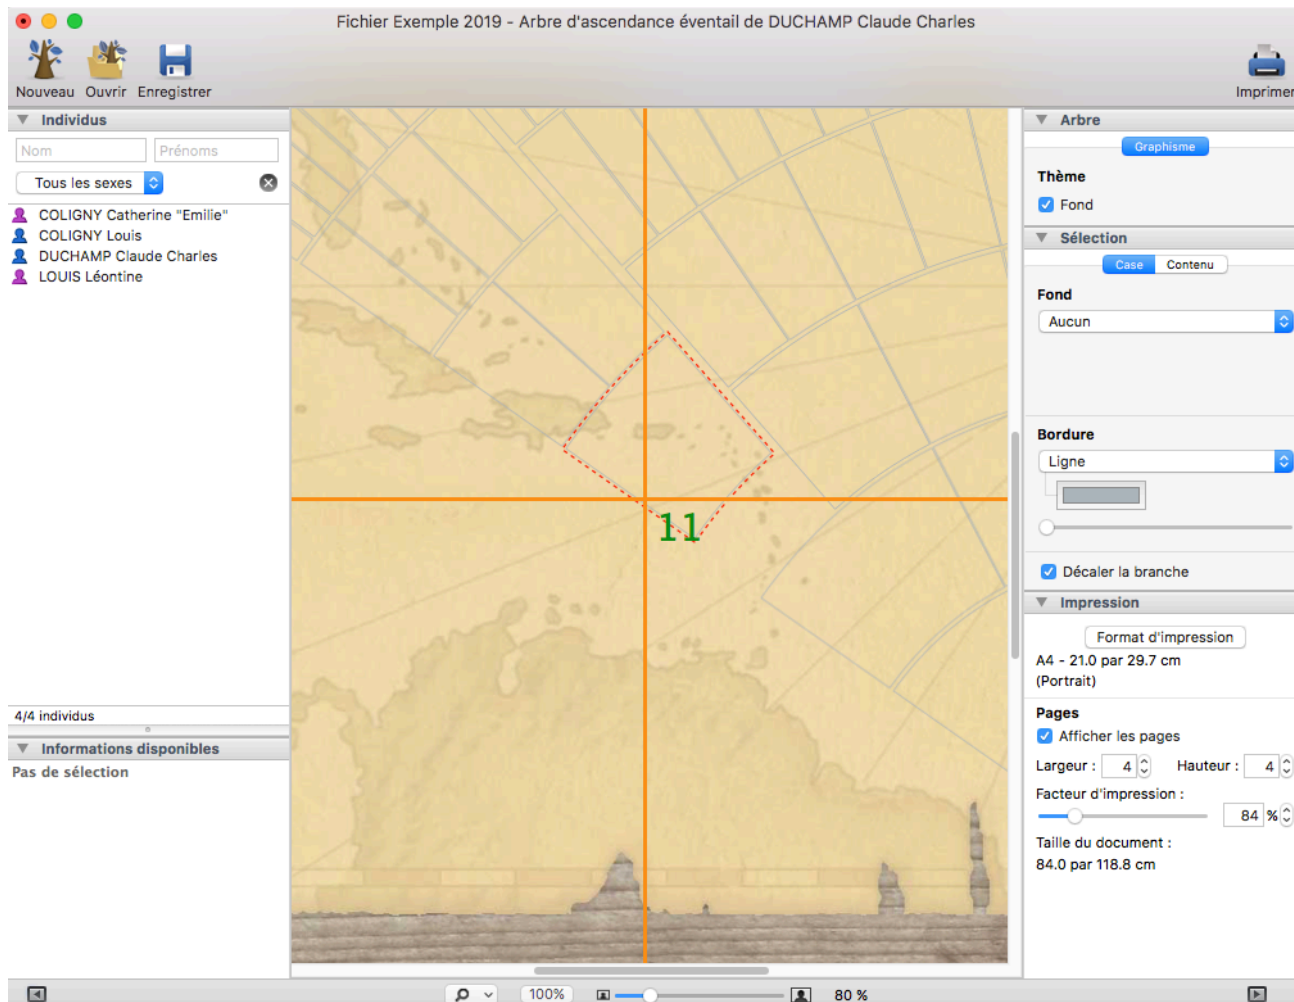 Fichier Exemple 2019 - Arbre d'ascendance éventail de DUCHAMP Claude Charles
Nouveau Ouvrir Enregistrer
Imprimer
Individus
Nom Prénoms
Tous les sexes
COLIGNY Catherine "Emilie"
COLIGNY Louis
DUCHAMP Claude Charles
LOUIS Léontine
4/4 individus
Informations disponibles
Pas de sélection
11
Arbre
Graphisme
Thème
Fond
Sélection
Case Contenu
Fond
Aucun
Bordure
Ligne
Décaler la branche
Impression
Format d'impression
A4 - 21.0 par 29.7 cm
(Portrait)
Pages
Afficher les pages
Largeur : 4 Hauteur : 4
Facteur d'impression :
84 %
Taille du document :
84.0 par 118.8 cm
100% 80 %